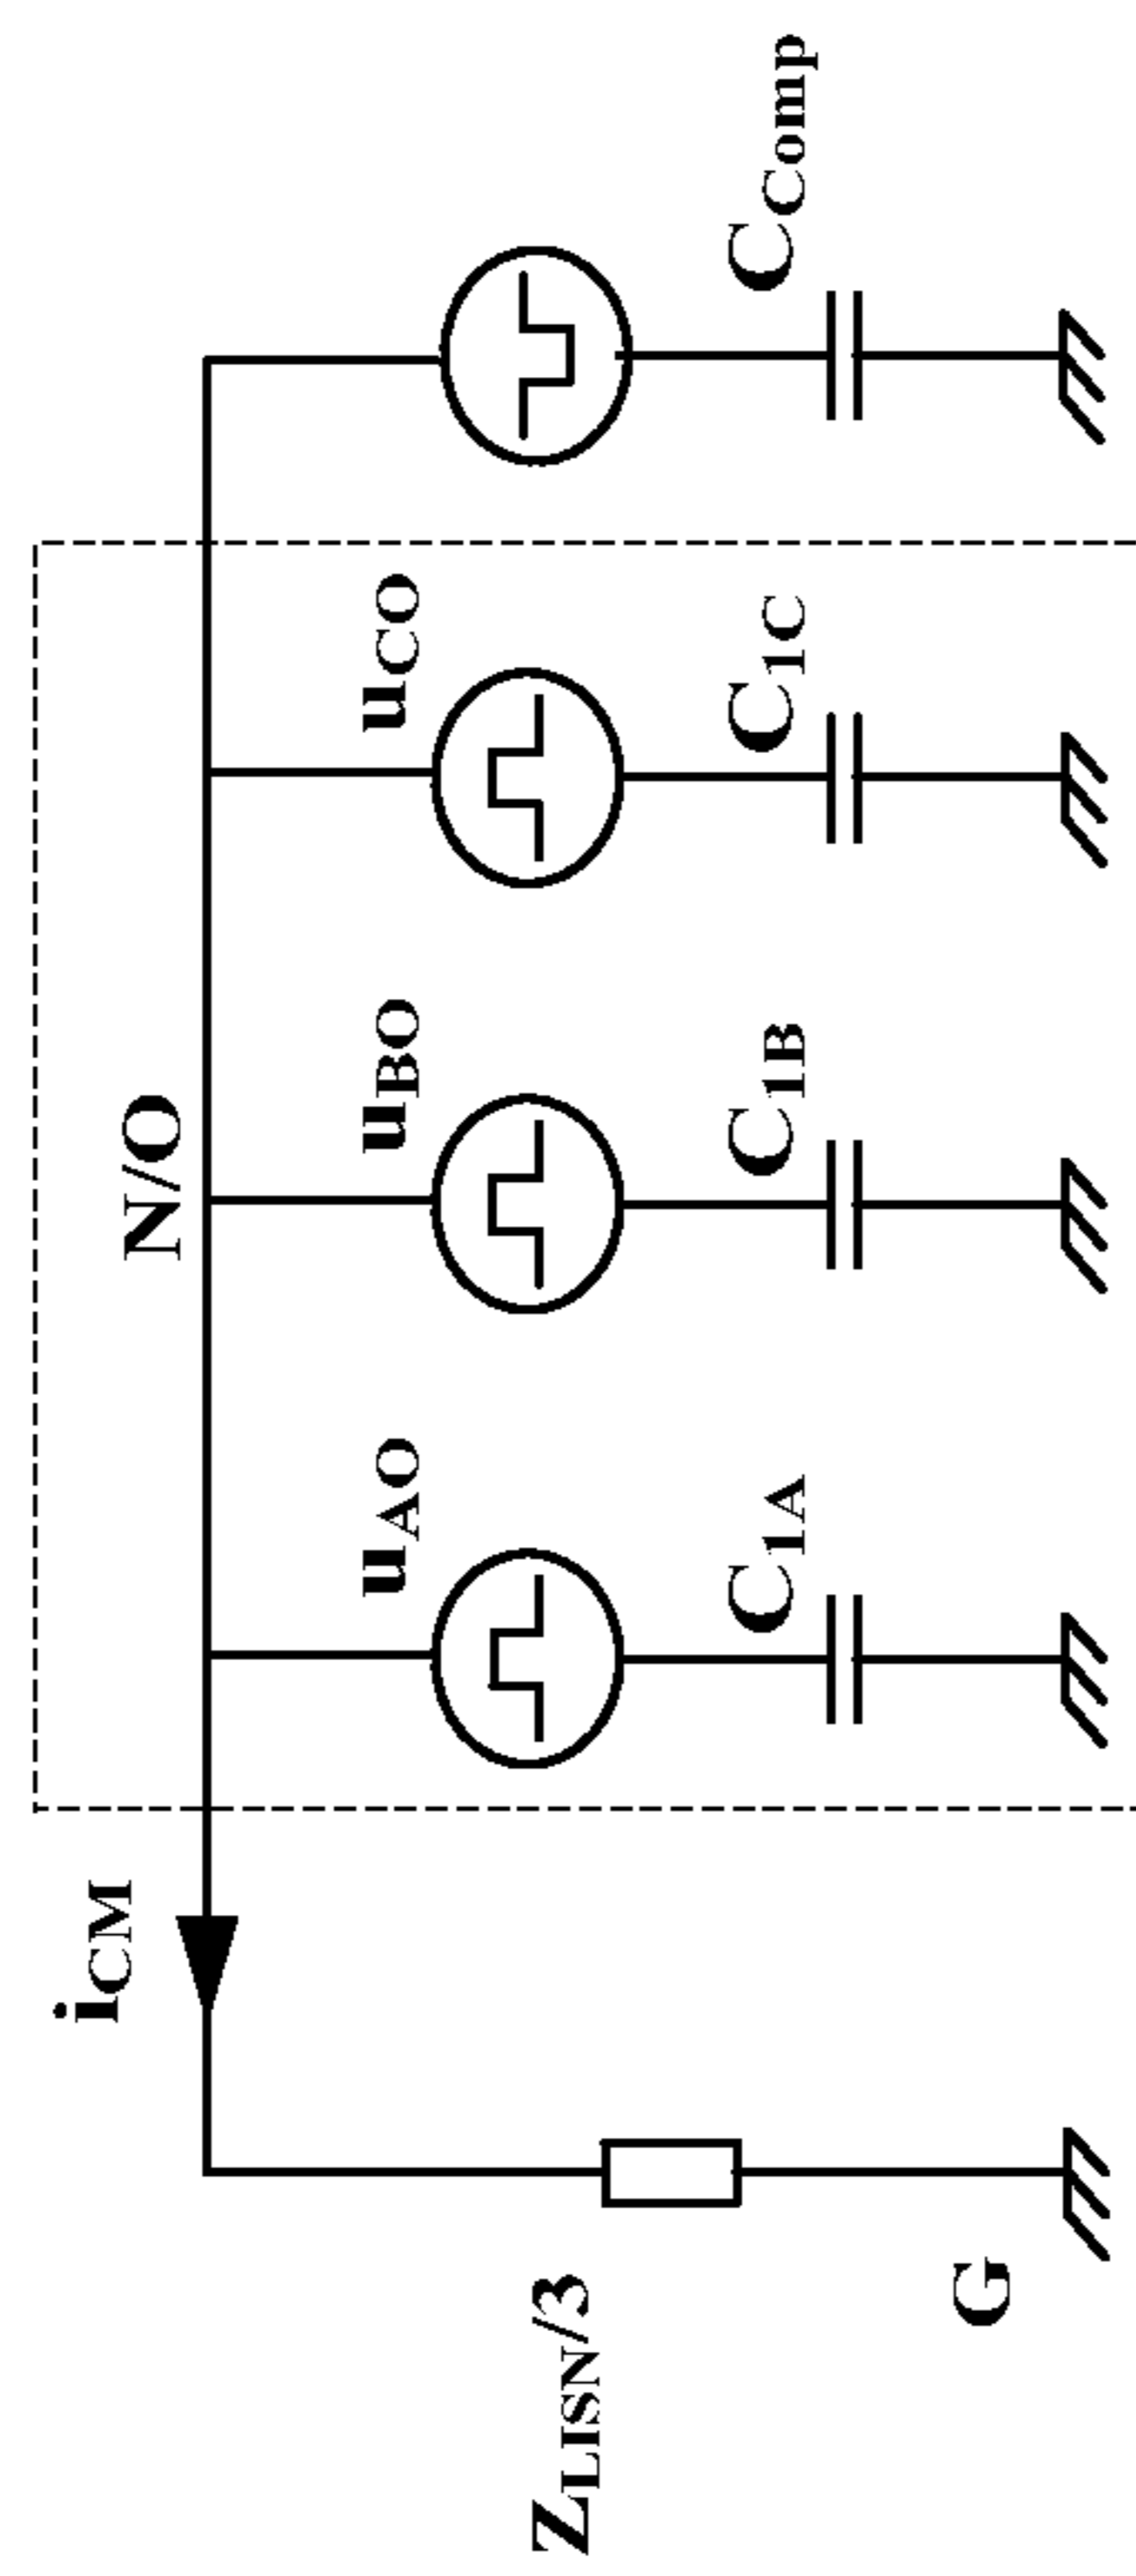 N/O
i_CM
u_AO
u_BO
u_CO
Z_LISN/3
C_1A
C_1B
C_1C
C_Comp
G